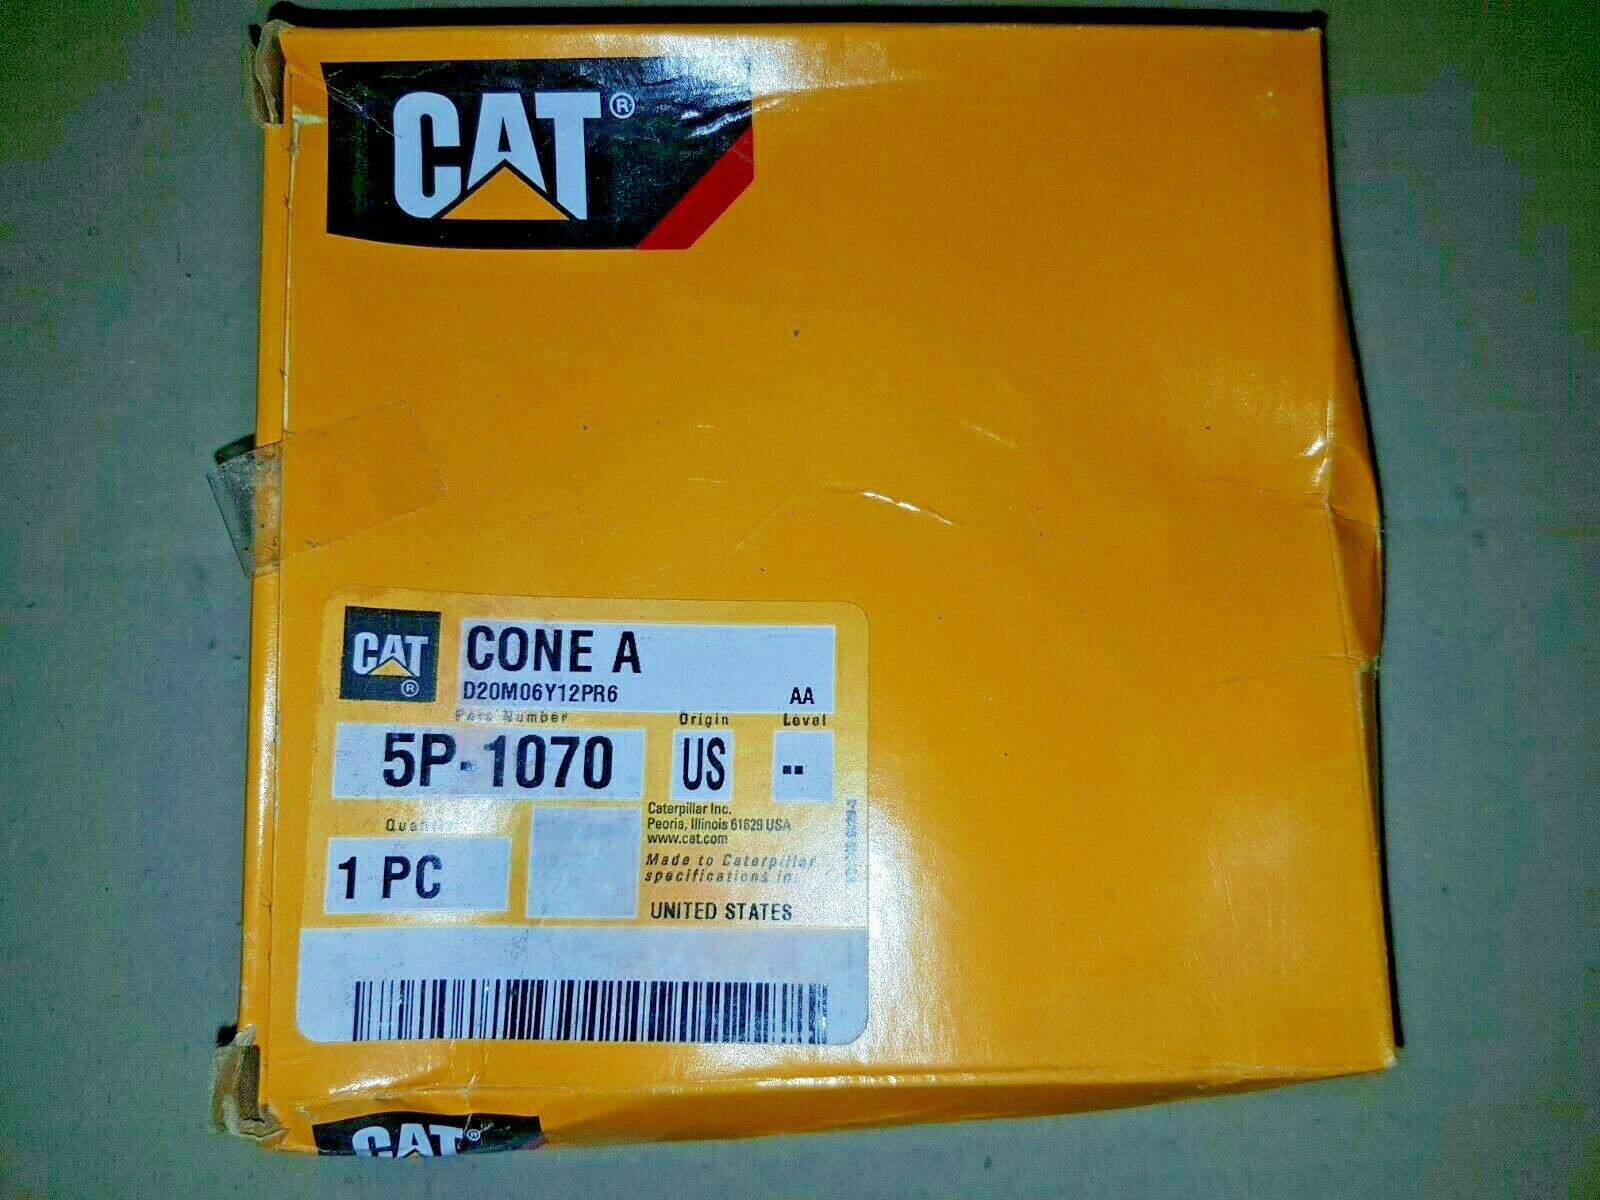 CAT®
CAT®
CONE A
D20M06Y12PR6 AA
Part Number Origin Level
5P-1070 US --
Quantity
Caterpillar Inc.
Peoria, Illinois 61629 USA
www.cat.com
1 PC
Made to Caterpillar
specifications in
UNITED STATES
CAT®